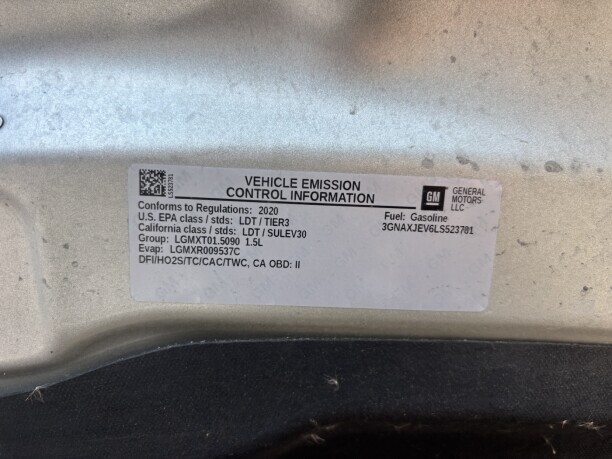 LS523781
VEHICLE EMISSION
CONTROL INFORMATION
GM
GENERAL
MOTORS
LLC
Conforms to Regulations: 2020
U.S. EPA class / stds: LDT / TIER3
California class / stds: LDT / SULEV30
Group: LGMXT01.5090 1.5L
Evap: LGMXR009537C
DFI/HO2S/TC/CAC/TWC, CA OBD: II
Fuel: Gasoline
3GNAXJEV6LS523781